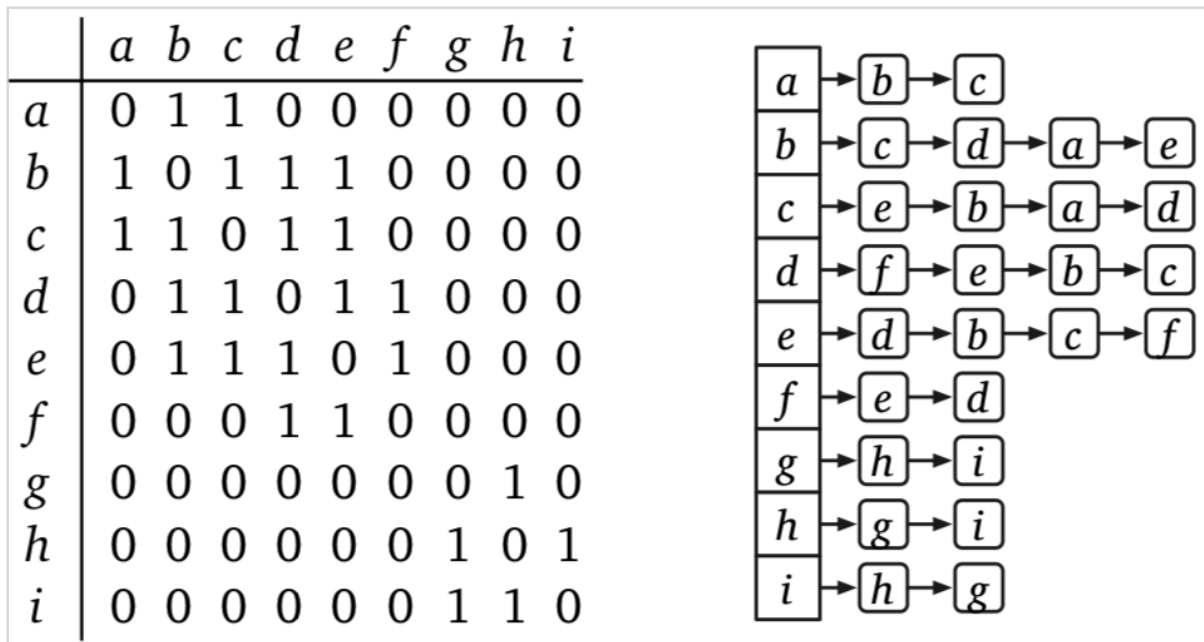 a b c d e f g h i
a 0 1 1 0 0 0 0 0 0
b 1 0 1 1 1 0 0 0 0
c 1 1 0 1 1 0 0 0 0
d 0 1 1 0 1 1 0 0 0
e 0 1 1 1 0 1 0 0 0
f 0 0 0 1 1 0 0 0 0
g 0 0 0 0 0 0 0 1 0
h 0 0 0 0 0 0 1 0 1
i 0 0 0 0 0 0 1 1 0
a b c
b c d a e
c e b a d
d f e b c
e d b c f
f e d
g h i
h g i
i h g